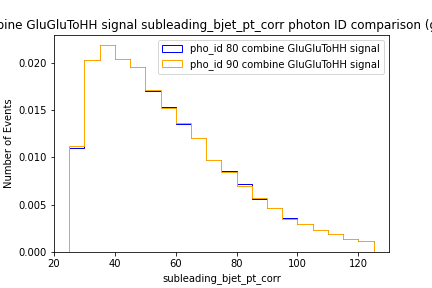 bine GluGluToHH signal subleading_bjet_pt_corr photon ID comparison (g
pho_id 80 combine GluGluToHH signal
pho_id 90 combine GluGluToHH signal
Number of Events
0.020
0.015
0.010
0.005
0.000
20 40 60 80 100 120
subleading_bjet_pt_corr